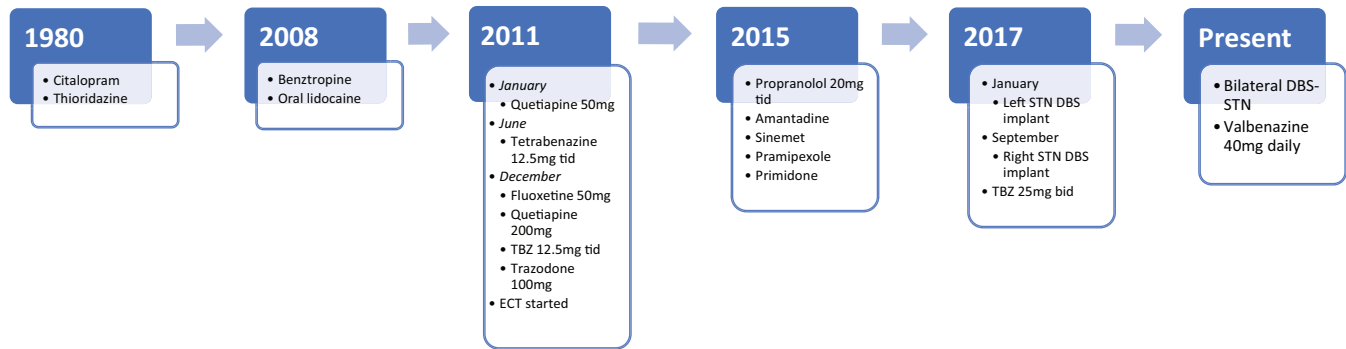 1980
• Citalopram
• Thioridazine
2008
• Benztropine
• Oral lidocaine
2011
• January
• Quetiapine 50mg
• June
• Tetrabenazine
12.5mg tid
• December
• Fluoxetine 50mg
• Quetiapine
200mg
• TBZ 12.5mg tid
• Trazodone
100mg
• ECT started
2015
• Propranolol 20mg
tid
• Amantadine
• Sinemet
• Pramipexole
• Primidone
2017
• January
• Left STN DBS
implant
• September
• Right STN DBS
implant
• TBZ 25mg bid
Present
• Bilateral DBS-
STN
• Valbenazine
40mg daily